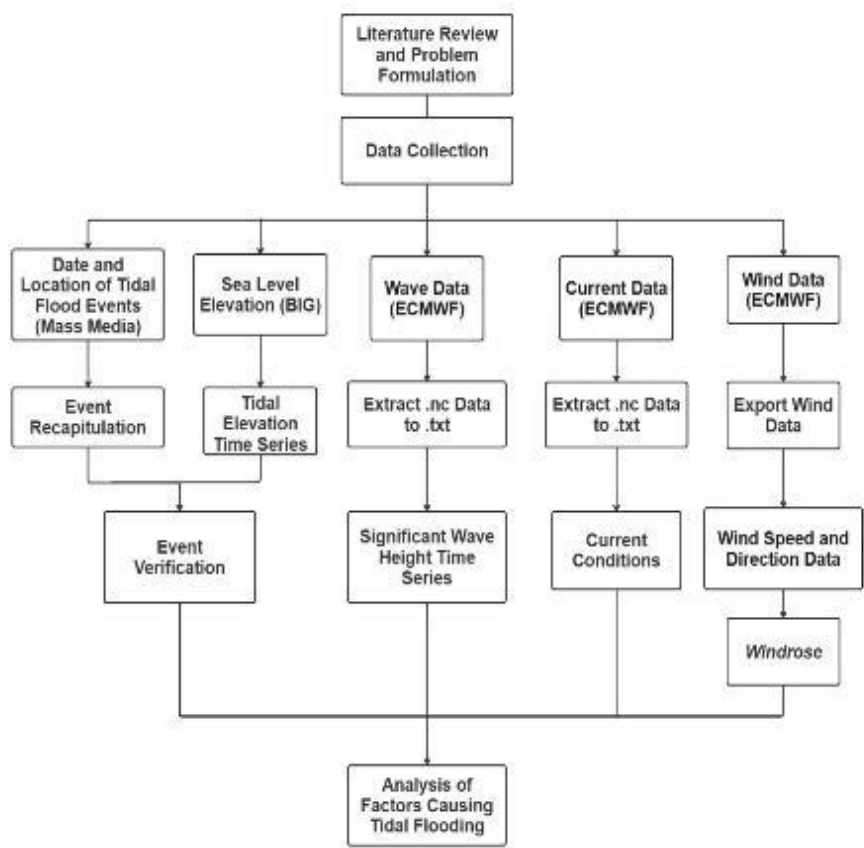 Literature Review
and Problem
Formulation
Data Collection
Date and
Location of Tidal
Flood Events
(Mass Media)
Sea Level
Elevation (BIG)
Wave Data
(ECMWF)
Current Data
(ECMWF)
Wind Data
(ECMWF)
Event
Recapitulation
Tidal
Elevation
Time Series
Extract .nc Data
to .txt
Extract .nc Data
to .txt
Export Wind
Data
Event
Verification
Significant Wave
Height Time
Series
Current
Conditions
Wind Speed and
Direction Data
Windrose
Analysis of
Factors Causing
Tidal Flooding